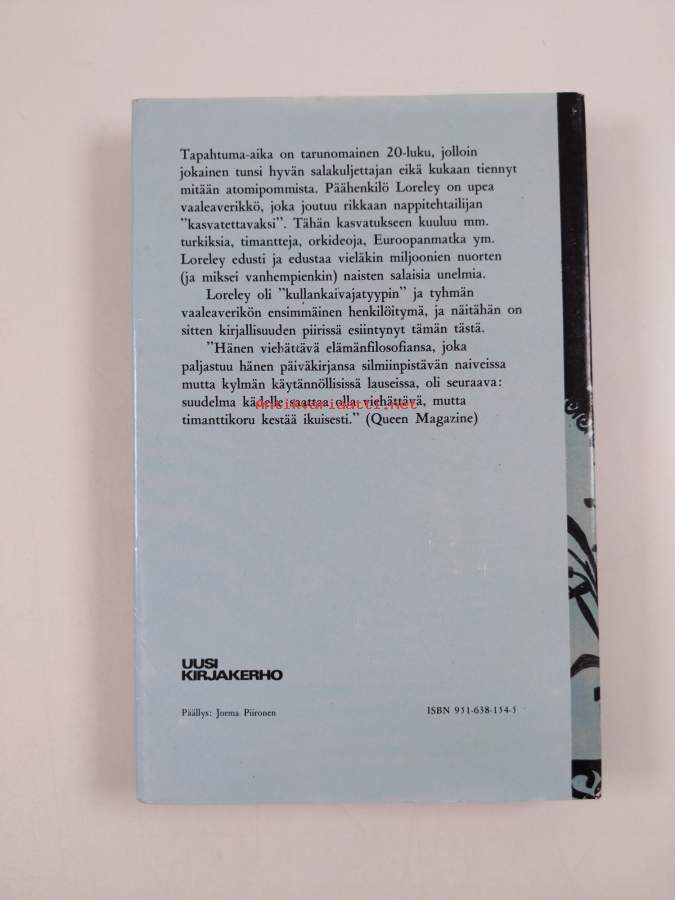 Tapahtuma-aika on tarunomainen 20-luku, jolloin
jokainen tunsi hyvän salakuljettajan eikä kukaan tiennyt
mitään atomipommista. Päähenkilö Loreley on upea
vaaleaverikkö, joka joutuu rikkaan nappitehtailijan
"kasvatettavaksi". Tähän kasvatukseen kuuluu mm.
turkiksia, timantteja, orkideoja, Euroopanmatka ym.
Loreley edusti ja edustaa vieläkin miljoonien nuorten
(ja miksei vanhempienkin) naisten salaisia unelmia.
Loreley oli "kullankaivajatyypin" ja tyhmän
vaaleaverikön ensimmäinen henkilöitymä, ja näitähän on
sitten kirjallisuuden piirissä esiintynyt tämän tästä.
"Hänen viehättävä elämänfilosofiansa, joka
paljastuu hänen päiväkirjansa silmiinpistävän naiveissa
mutta kylmän käytännöllisissä lauseissa, oli seuraava:
suudelma kädelle saattaa olla viehättävä, mutta
Antikvariaatti.net
timanttikoru kestää ikuisesti." (Queen Magazine)
UUSI
KIRJAKERHO
Päällys: Jorma Piironen
ISBN 951-638-154-5